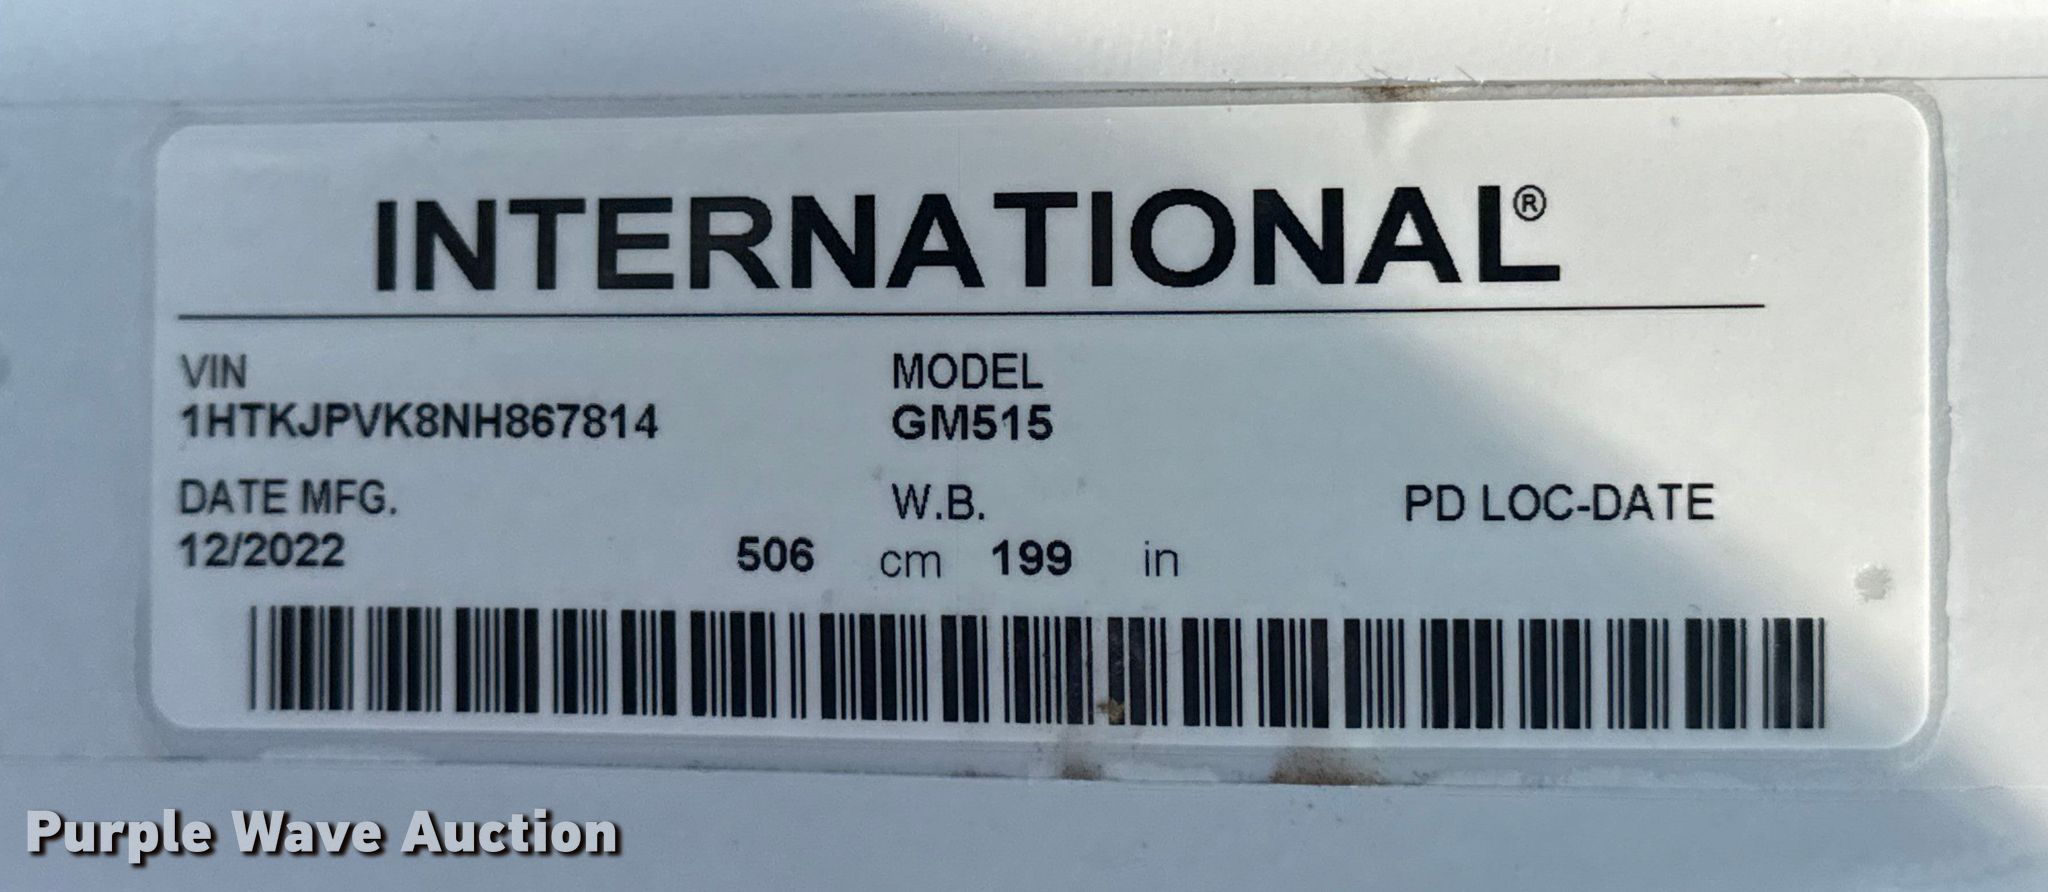 INTERNATIONAL®
VIN MODEL
1HTKJPVK8NH867814 GM515
DATE MFG. W.B. PD LOC-DATE
12/2022 506 cm 199 in
Purple Wave Auction